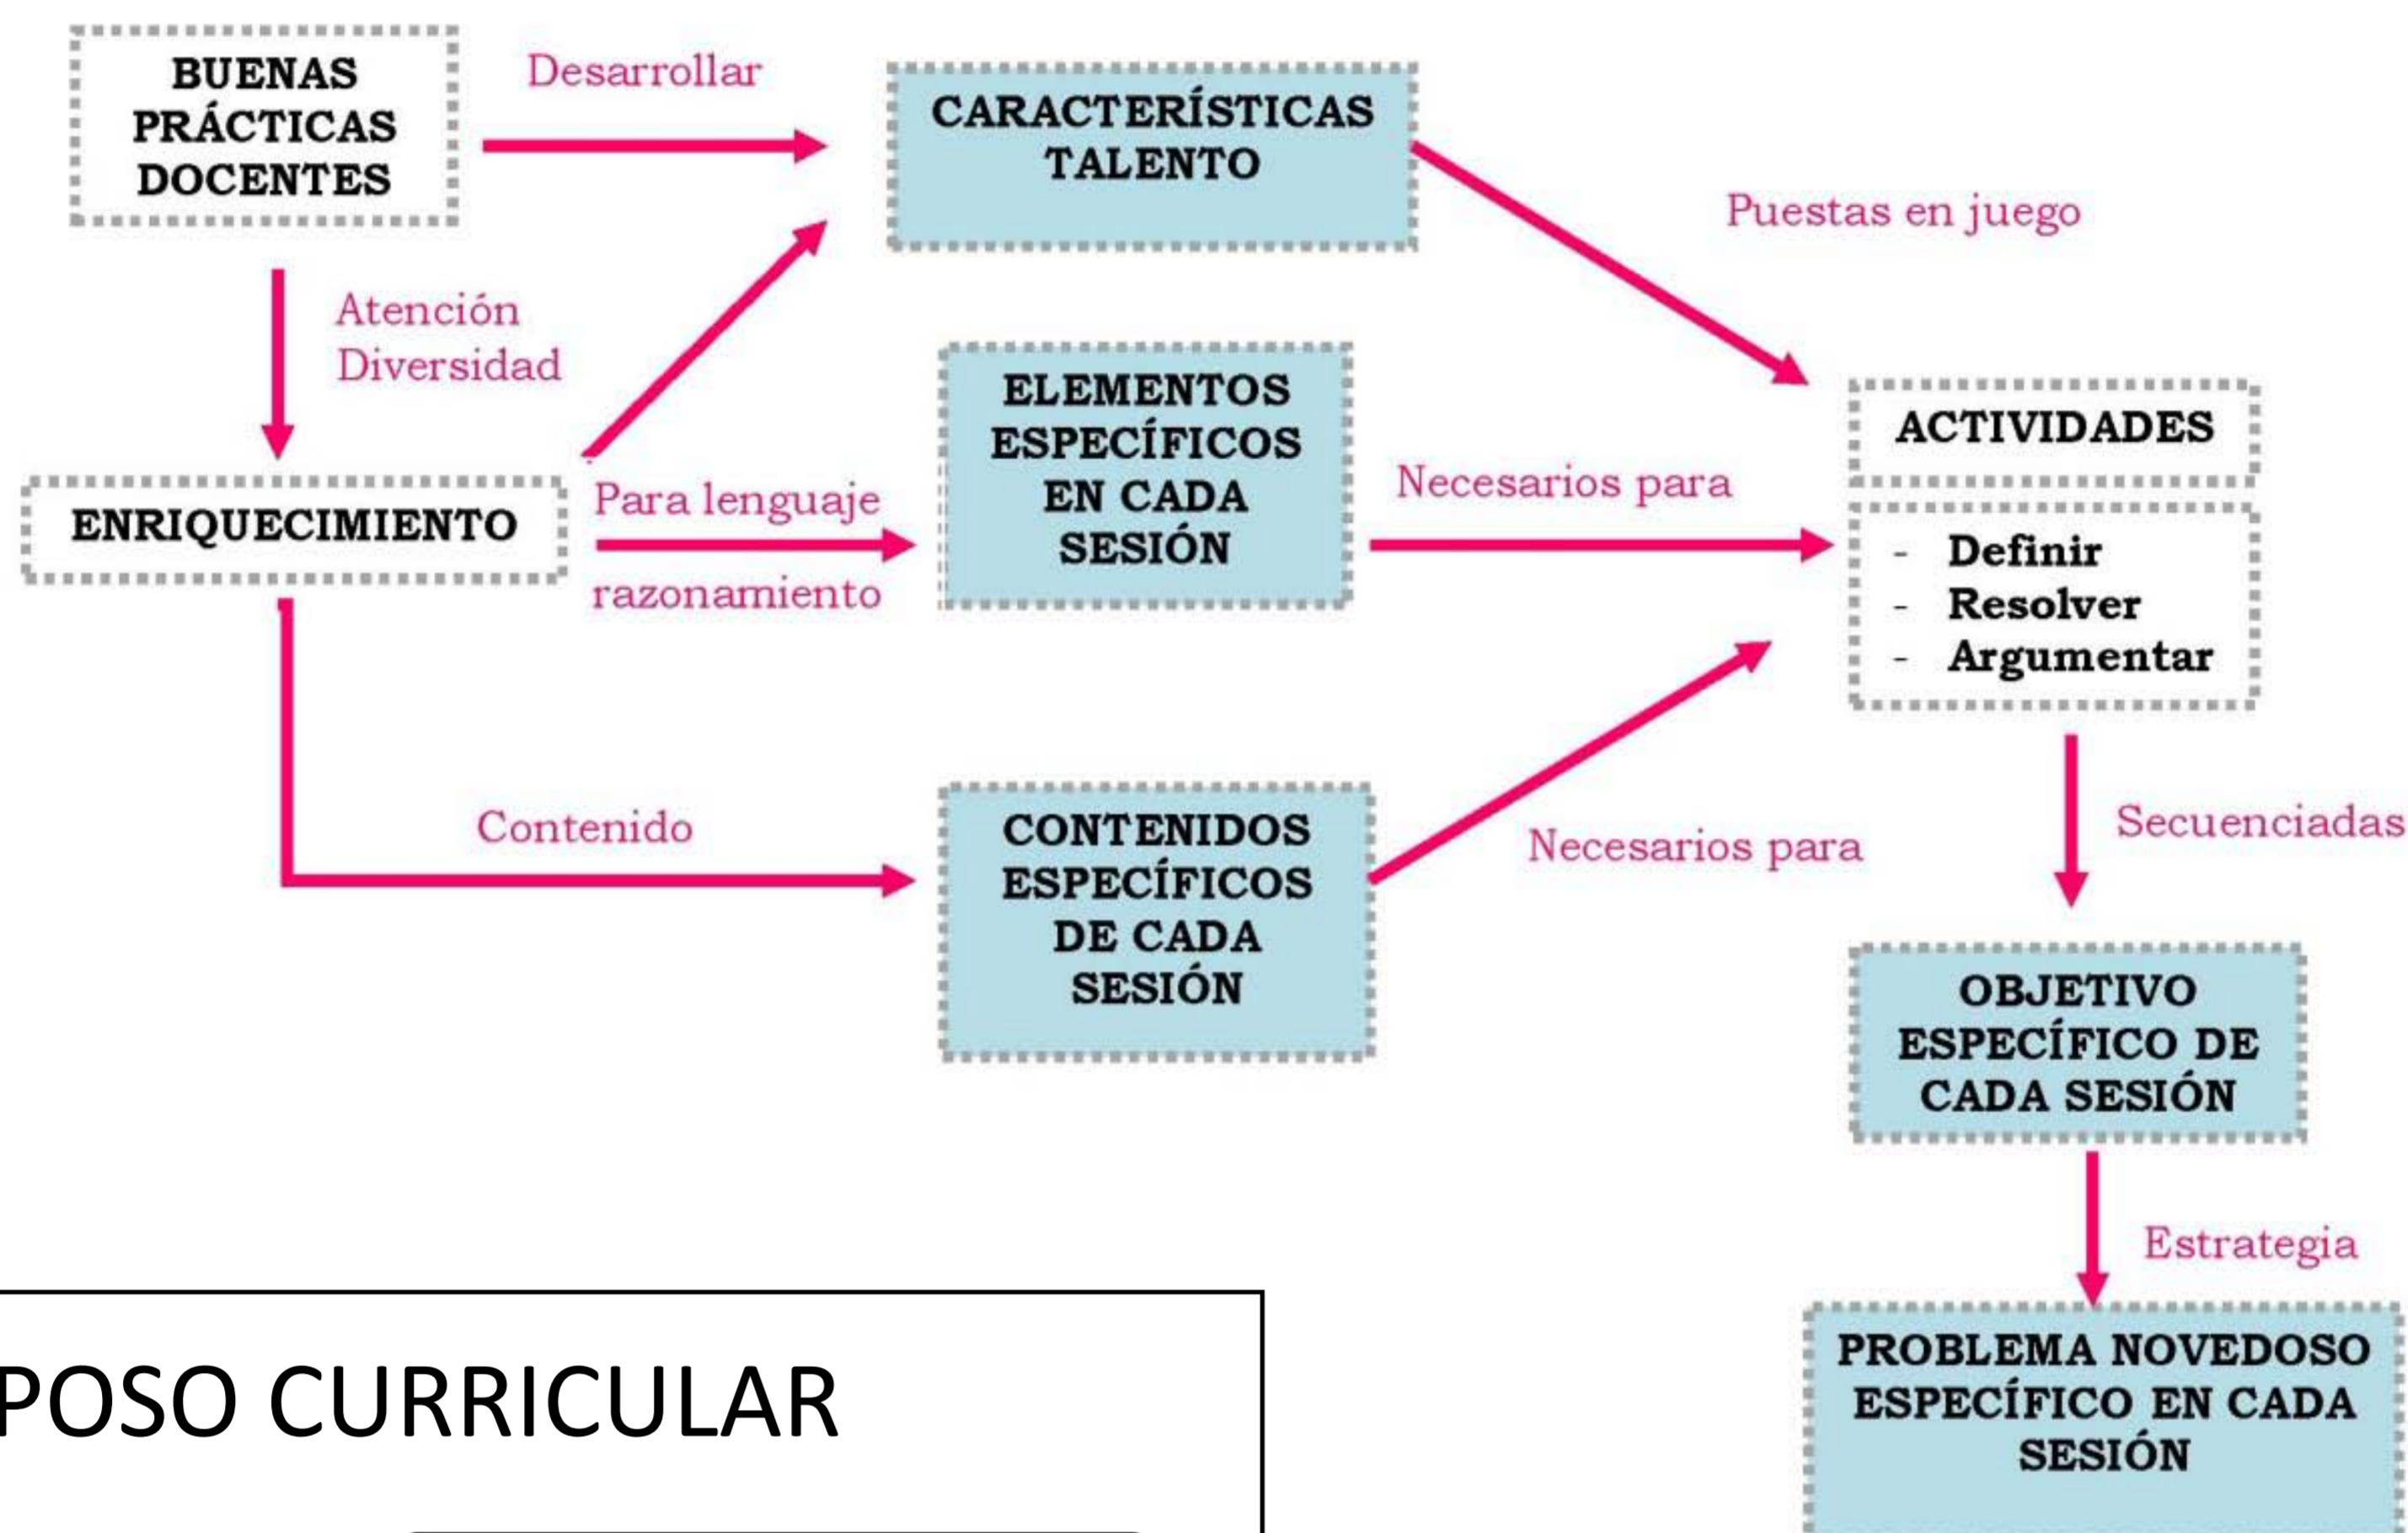 BUENAS
PRÁCTICAS
DOCENTES
Desarrollar
CARACTERÍSTICAS
TALENTO
Puestas en juego
Atención
Diversidad
ENRIQUECIMIENTO
Para lenguaje
razonamiento
ELEMENTOS
ESPECÍFICOS
EN CADA
SESIÓN
Necesarios para
ACTIVIDADES
- Definir
- Resolver
- Argumentar
Contenido
CONTENIDOS
ESPECÍFICOS
DE CADA
SESIÓN
Necesarios para
Secuenciadas
OBJETIVO
ESPECÍFICO DE
CADA SESIÓN
Estrategia
PROBLEMA NOVEDOSO
ESPECÍFICO EN CADA
SESIÓN
POSO CURRICULAR